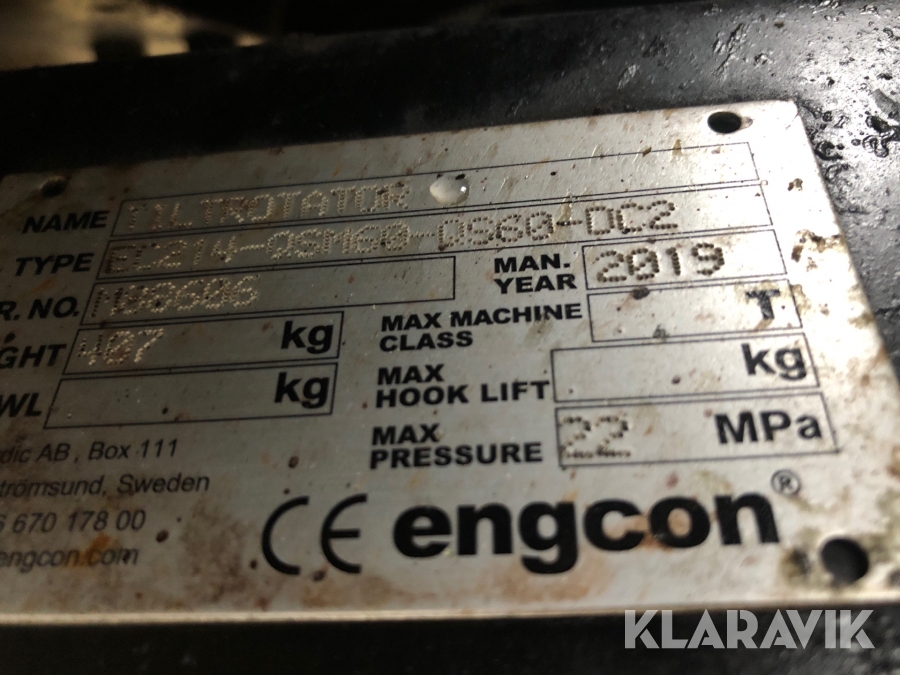 NAME TILTROTATOR
TYPE EC214-QSM60-QS60-DC2
R. NO. N96606 MAN. YEAR 2019
GHT 407 kg MAX MACHINE CLASS T
WL kg MAX HOOK LIFT kg
MAX PRESSURE 22 MPa
dic AB, Box 111
trömsund, Sweden
6 670 178 00
engcon.com
CE engcon®
KLARAVIK